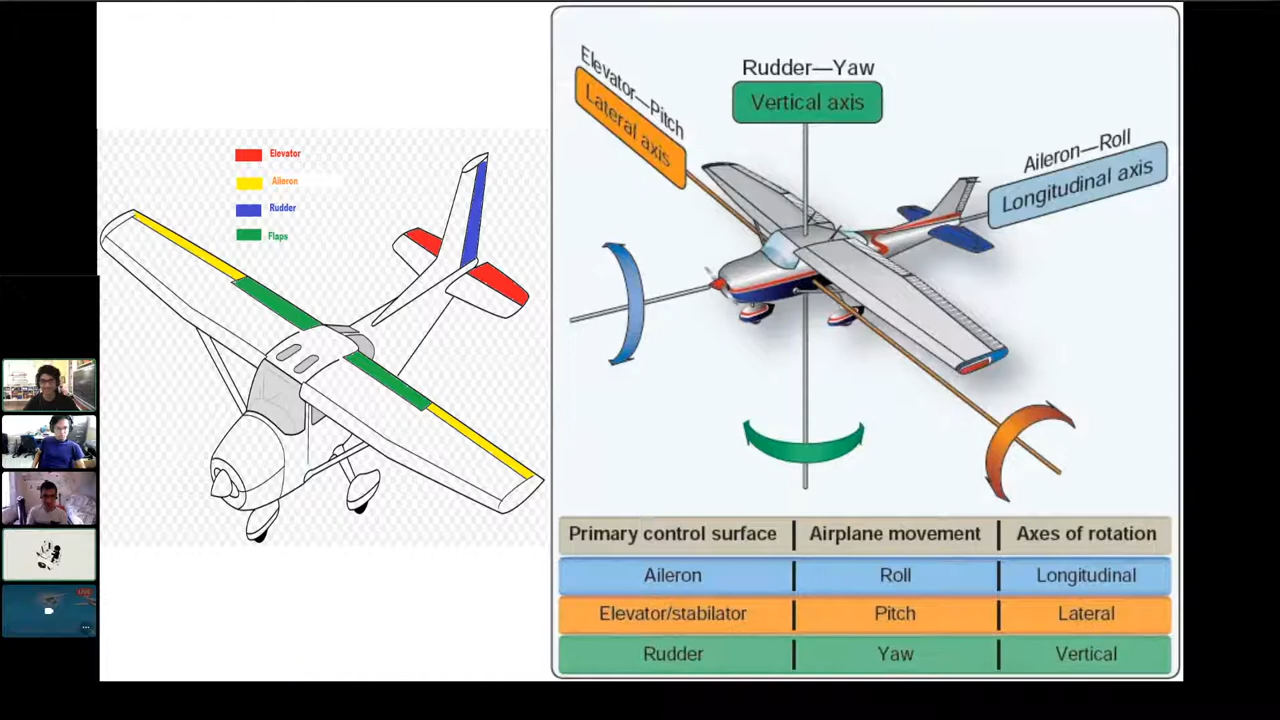 Elevator
Aileron
Rudder
Flaps
Elevator—Pitch
Lateral axis
Rudder—Yaw
Vertical axis
Aileron—Roll
Longitudinal axis
Primary control surface Airplane movement Axes of rotation
Aileron Roll Longitudinal
Elevator/stabilator Pitch Lateral
Rudder Yaw Vertical
LIVE